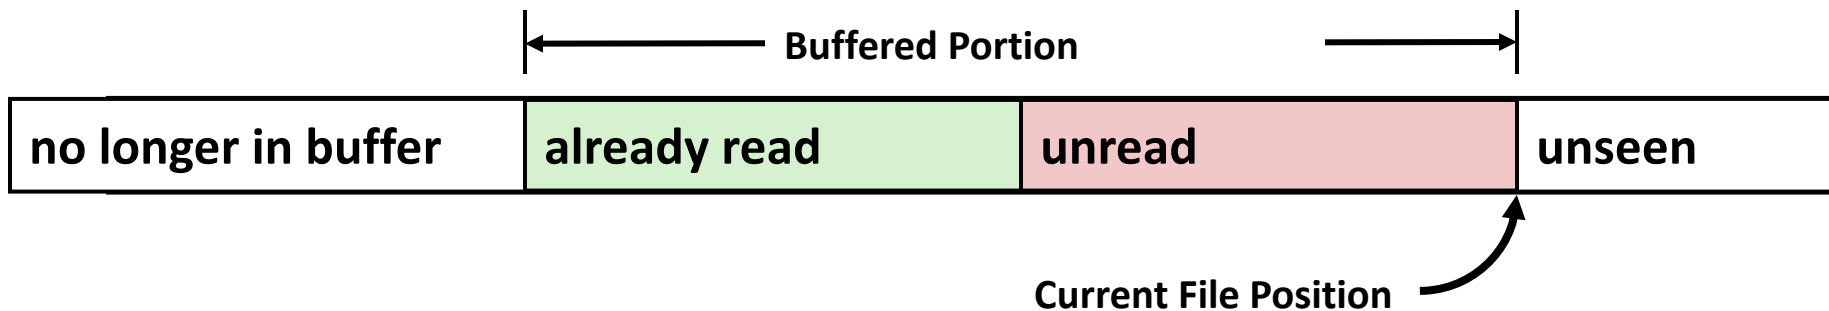 Buffered Portion
no longer in buffer already read unread unseen
Current File Position